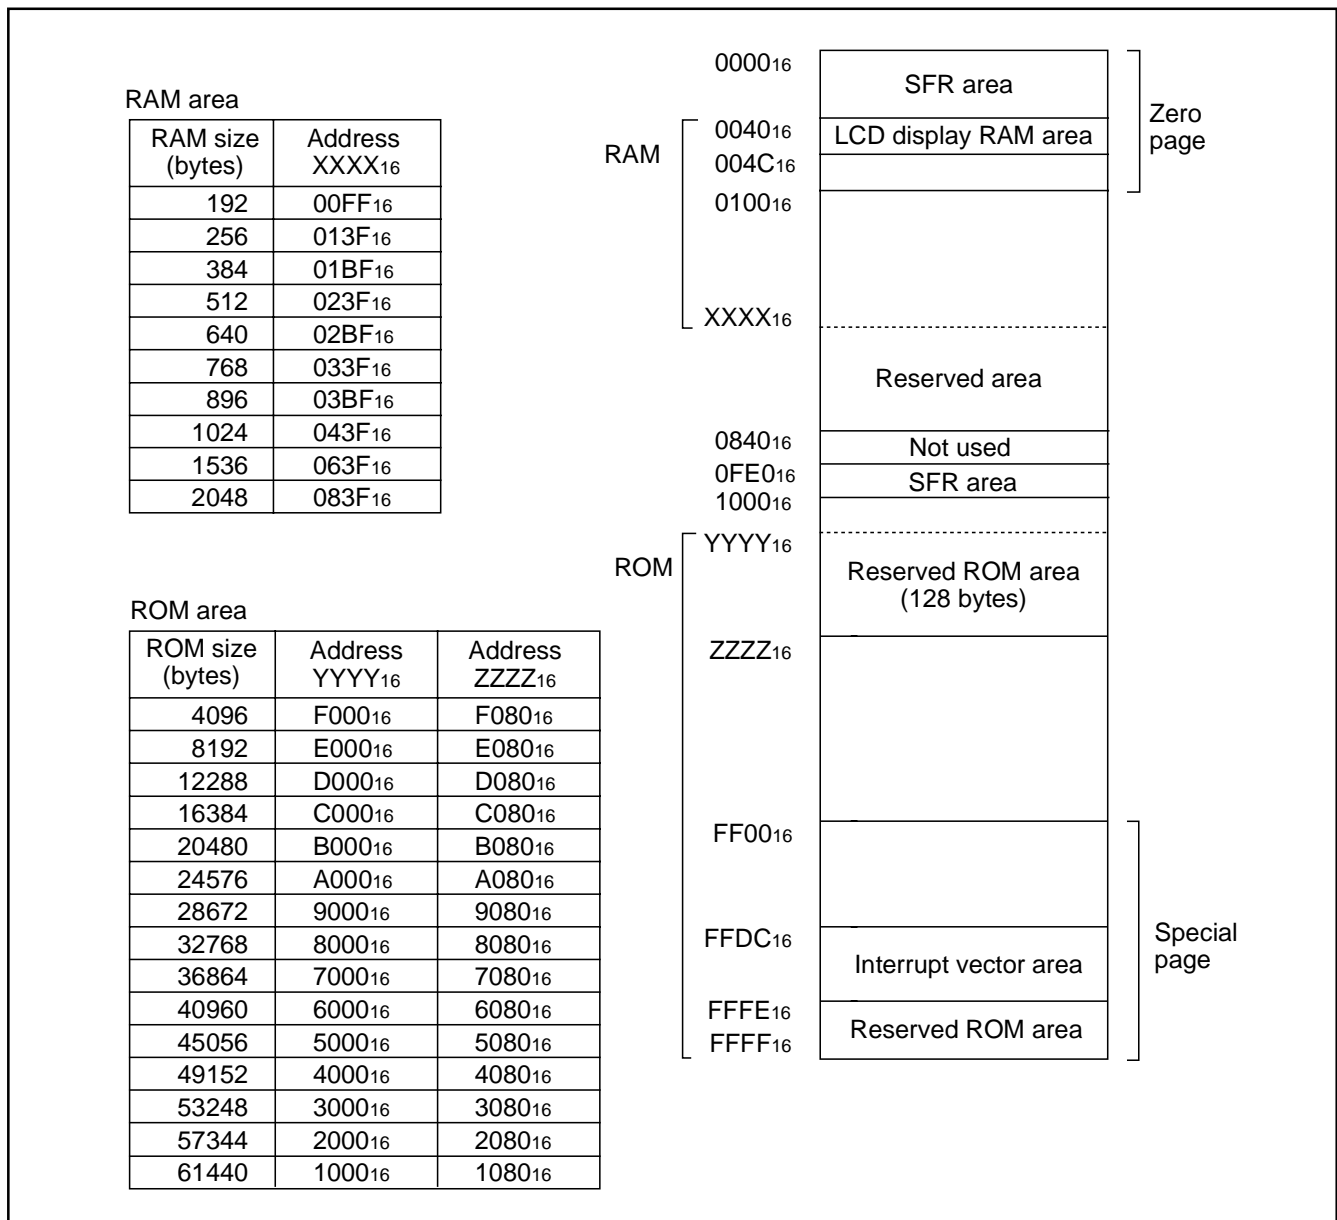 RAM area
RAM size
(bytes)
Address
XXXX16
192 00FF16
256 013F16
384 01BF16
512 023F16
640 02BF16
768 033F16
896 03BF16
1024 043F16
1536 063F16
2048 083F16
ROM area
ROM size
(bytes)
Address
YYYY16
Address
ZZZZ16
4096 F00016 F08016
8192 E00016 E08016
12288 D00016 D08016
16384 C00016 C08016
20480 B00016 B08016
24576 A00016 A08016
28672 900016 908016
32768 800016 808016
36864 700016 708016
40960 600016 608016
45056 500016 508016
49152 400016 408016
53248 300016 308016
57344 200016 208016
61440 100016 108016
000016
SFR area
Zero
page
RAM
004016
LCD display RAM area
004C16
010016
XXXX16
Reserved area
084016
Not used
0FE016
SFR area
100016
ROM
YYYY16
Reserved ROM area
(128 bytes)
ZZZZ16
FF0016
Special
page
FFDC16
Interrupt vector area
FFFE16
Reserved ROM area
FFFF16